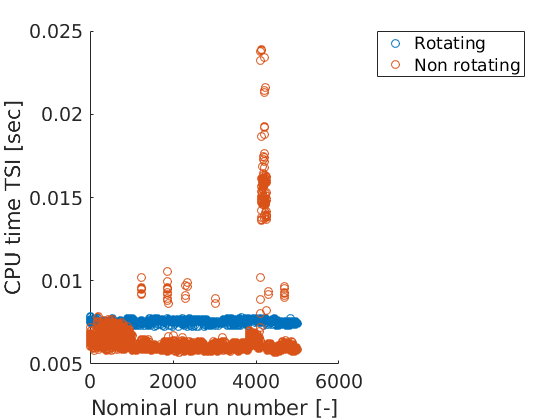 0.025
0.02
0.015
0.01
0.005
CPU time TSI [sec]
0 2000 4000 6000
Nominal run number [-]
Rotating
Non rotating